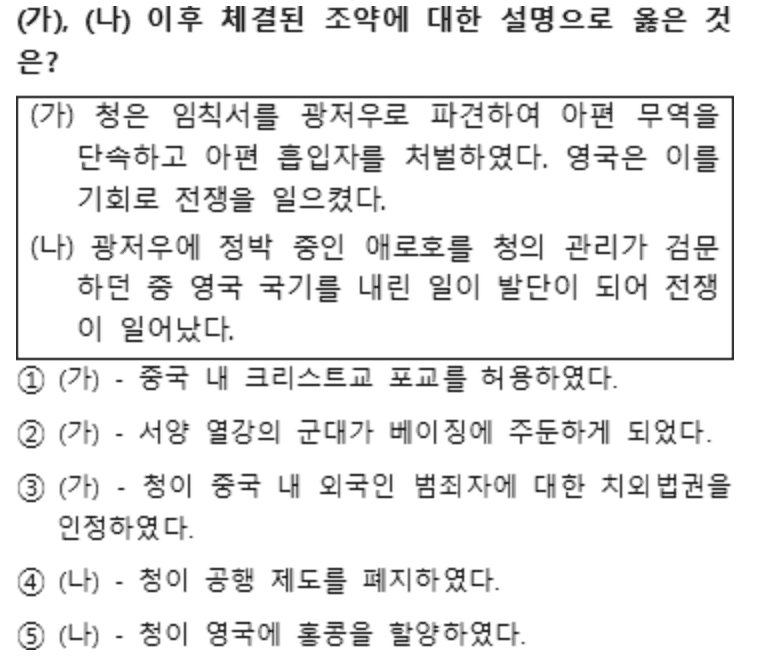 (가), (나) 이후 체결된 조약에 대한 설명으로 옳은 것
은?
(가) 청은 임칙서를 광저우로 파견하여 아편 무역을
단속하고 아편 흡입자를 처벌하였다. 영국은 이를
기회로 전쟁을 일으켰다.
(나) 광저우에 정박 중인 애로호를 청의 관리가 검문
하던 중 영국 국기를 내린 일이 발단이 되어 전쟁
이 일어났다.
① (가) - 중국 내 크리스트교 포교를 허용하였다.
② (가) - 서양 열강의 군대가 베이징에 주둔하게 되었다.
③ (가) - 청이 중국 내 외국인 범죄자에 대한 치외법권을
인정하였다.
④ (나) - 청이 공행 제도를 폐지하였다.
⑤ (나) - 청이 영국에 홍콩을 할양하였다.